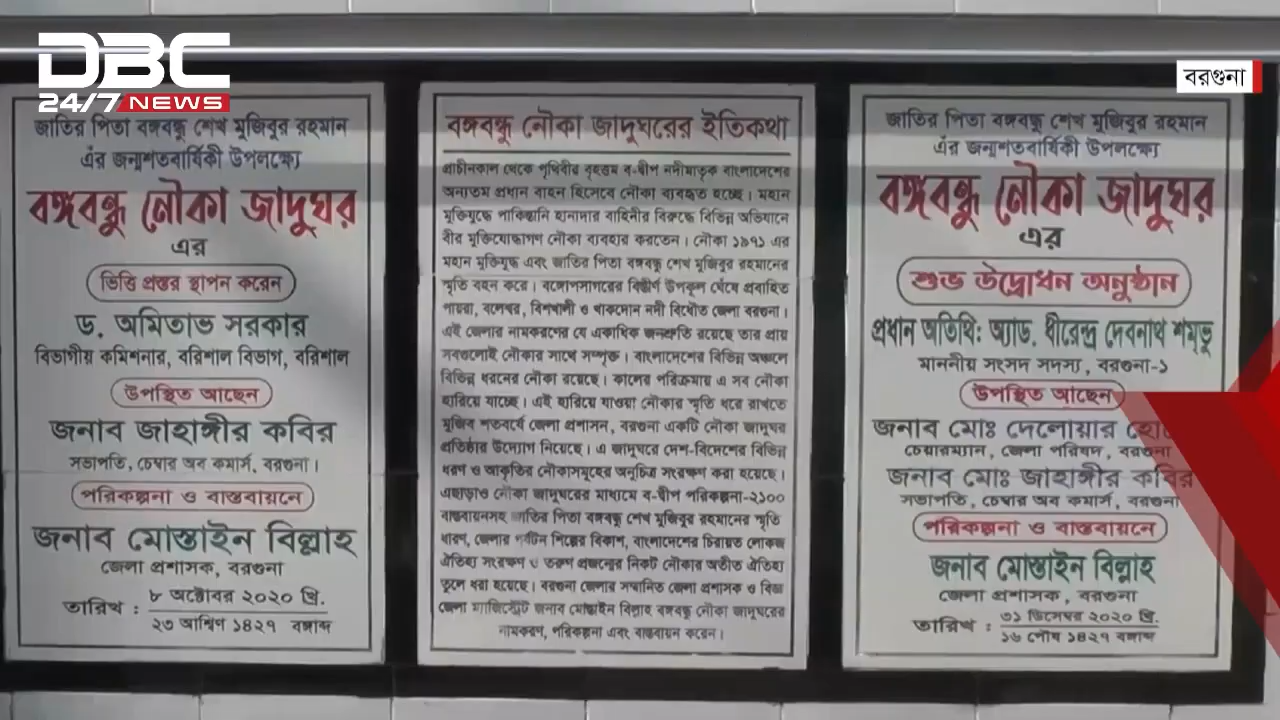 DBC
24/7 NEWS
বরগুনা
জাতির পিতা বঙ্গবন্ধু শেখ মুজিবুর রহমান
এঁর জন্মশতবার্ষিকী উপলক্ষ্যে
বঙ্গবন্ধু নৌকা জাদুঘর
এর
ভিত্তি প্রস্তর স্থাপন করেন
ড. অমিতাভ সরকার
বিভাগীয় কমিশনার, বরিশাল বিভাগ, বরিশাল
উপস্থিত আছেন
জনাব জাহাঙ্গীর কবির
সভাপতি, চেম্বার অব কমার্স, বরগুনা।
পরিকল্পনা ও বাস্তবায়নে
জনাব মোস্তাইন বিল্লাহ
জেলা প্রশাসক, বরগুনা
তারিখ : ৮ অক্টোবর ২০২০ খ্রি.
২৩ আশ্বিণ ১৪২৭ বঙ্গাব্দ
বঙ্গবন্ধু নৌকা জাদুঘরের ইতিকথা
প্রাচীনকাল থেকে পৃথিবীর বৃহত্তম ব-দ্বীপ নদীমাতৃক বাংলাদেশের
অন্যতম প্রধান বাহন হিসেবে নৌকা ব্যবহৃত হচ্ছে। মহান
মুক্তিযুদ্ধে পাকিস্তানি হানাদার বাহিনীর বিরুদ্ধে বিভিন্ন অভিযানে
বীর মুক্তিযোদ্ধাগণ নৌকা ব্যবহার করতেন। নৌকা ১৯৭১ এর
মহান মুক্তিযুদ্ধ এবং জাতির পিতা বঙ্গবন্ধু শেখ মুজিবুর রহমানের
স্মৃতি বহন করে। বঙ্গোপসাগরের বিস্তীর্ণ উপকূল ঘেঁষে প্রবাহিত
পায়রা, বলেশ্বর, বিশখালী ও খাকদোন নদী বিধৌত জেলা বরগুনা।
এই জেলার নামকরণের যে একাধিক জনশ্রুতি রয়েছে তার প্রায়
সবগুলোই নৌকার সাথে সম্পৃক্ত। বাংলাদেশের বিভিন্ন অঞ্চলে
বিভিন্ন ধরনের নৌকা রয়েছে। কালের পরিক্রমায় এ সব নৌকা
হারিয়ে যাচ্ছে। এই হারিয়ে যাওয়া নৌকার স্মৃতি ধরে রাখতে
মুজিব শতবর্ষে জেলা প্রশাসন, বরগুনা একটি নৌকা জাদুঘর
প্রতিষ্ঠার উদ্যোগ নিয়েছে। এ জাদুঘরে দেশ-বিদেশের বিভিন্ন
ধরণ ও আকৃতির নৌকাসমূহের অনুচিত্র সংরক্ষণ করা হয়েছে।
এছাড়াও নৌকা জাদুঘরের মাধ্যমে ব-দ্বীপ পরিকল্পনা-২১০০
বাস্তবায়নসহ জাতির পিতা বঙ্গবন্ধু শেখ মুজিবুর রহমানের স্মৃতি
ধারণ, জেলার পর্যটন শিল্পের বিকাশ, বাংলাদেশের চিরায়ত লোকজ
ঐতিহ্য সংরক্ষণ ও তরুণ প্রজন্মের নিকট নৌকার অতীত ঐতিহ্য
তুলে ধরা হয়েছে। বরগুনা জেলার সম্মানিত জেলা প্রশাসক ও বিজ্ঞ
জেলা ম্যাজিস্ট্রেট জনাব মোস্তাইন বিল্লাহ বঙ্গবন্ধু নৌকা জাদুঘরের
নামকরণ, পরিকল্পনা এবং বাস্তবায়ন করেন।
জাতির পিতা বঙ্গবন্ধু শেখ মুজিবুর রহমান
এঁর জন্মশতবার্ষিকী উপলক্ষ্যে
বঙ্গবন্ধু নৌকা জাদুঘর
এর
শুভ উদ্বোধন অনুষ্ঠান
প্রধান অতিথি: অ্যাড. ধীরেন্দ্র দেবনাথ শম্ভু
মাননীয় সংসদ সদস্য, বরগুনা-১
উপস্থিত আছেন
জনাব মোঃ দেলোয়ার
চেয়ারম্যান, জেলা পরিষদ, বরগুনা
জনাব মোঃ জাহাঙ্গীর কবির
সভাপতি, চেম্বার অব কমার্স, বরগুনা
পরিকল্পনা ও বাস্তবায়নে
জনাব মোস্তাইন বিল্লাহ
জেলা প্রশাসক, বরগুনা
তারিখ : ৩১ ডিসেম্বর ২০২০ খ্রি.
১৬ পৌষ ১৪২৭ বঙ্গাব্দ